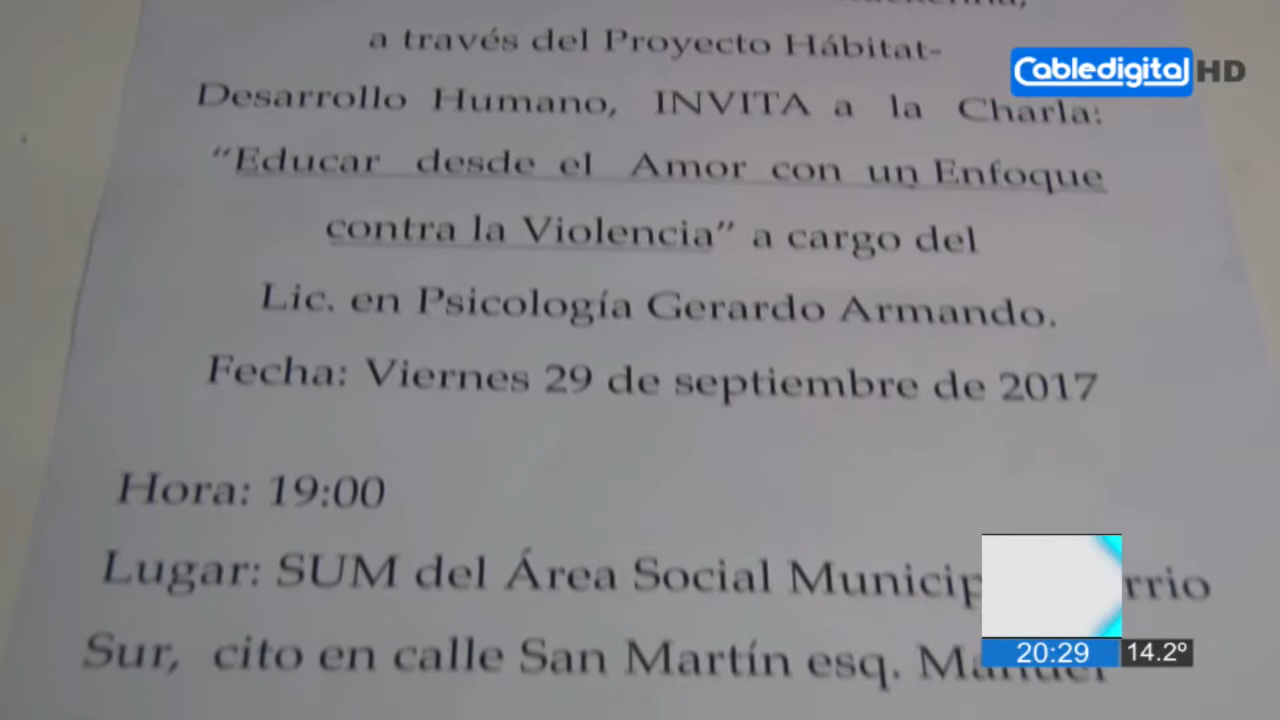 a través del Proyecto Hábitat-
Desarrollo Humano, INVITA a la Charla:
"Educar desde el Amor con un Enfoque
contra la Violencia" a cargo del
Lic. en Psicología Gerardo Armando.
Fecha: Viernes 29 de septiembre de 2017
Hora: 19:00
Lugar: SUM del Área Social
Sur, cito en calle San Martín esq.
Cabledigital HD
20:29 14.2º